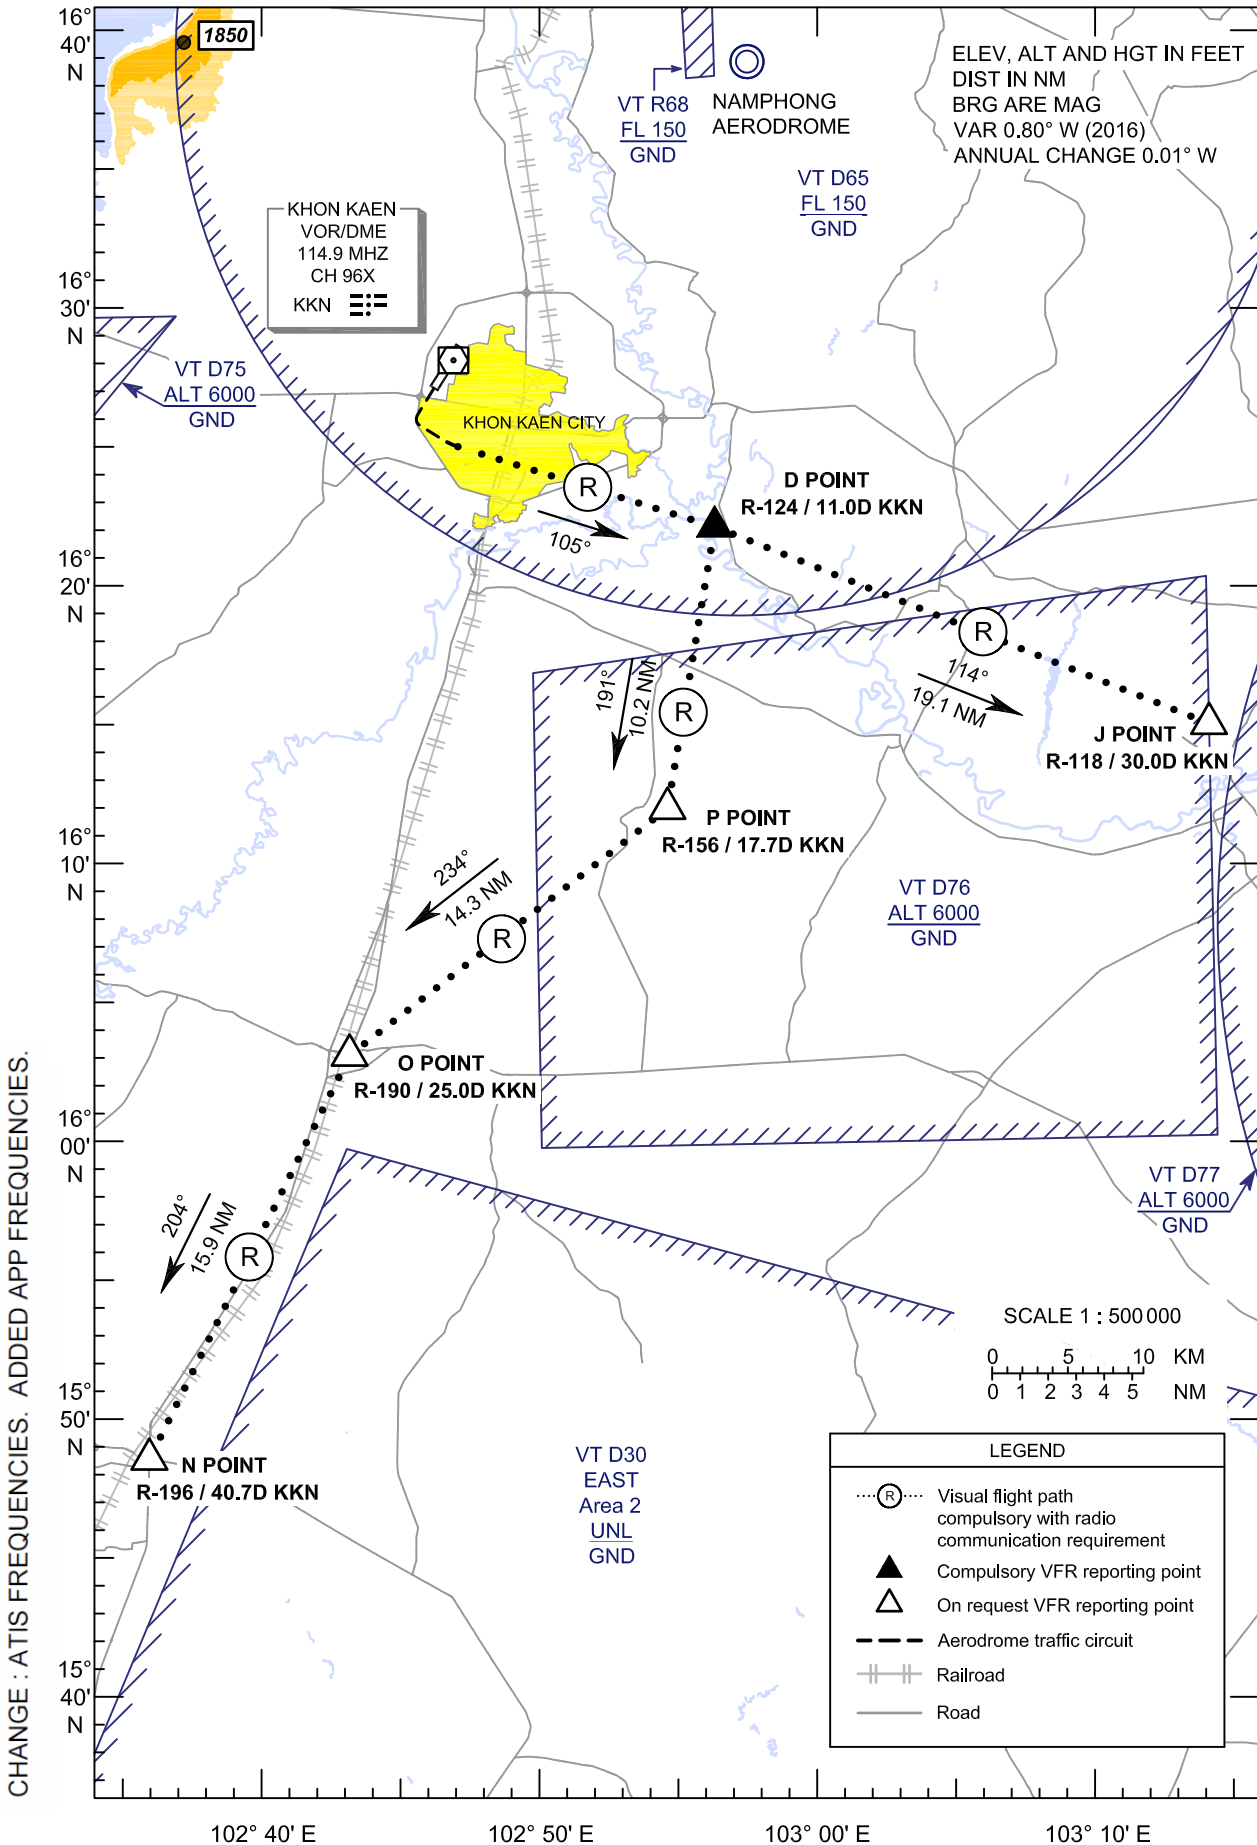 16°
40'
N
1850
ELEV, ALT AND HGT IN FEET
DIST IN NM
BRG ARE MAG
VAR 0.80° W (2016)
ANNUAL CHANGE 0.01° W
VT R68
FL 150
GND
NAMPHONG
AERODROME
VT D65
FL 150
GND
KHON KAEN
VOR/DME
114.9 MHZ
CH 96X
KKN
16°
30'
N
VT D75
ALT 6000
GND
KHON KAEN CITY
R
105°
D POINT
R-124 / 11.0D KKN
16°
20'
N
R
114°
19.1 NM
191°
10.2 NM
R
J POINT
R-118 / 30.0D KKN
P POINT
R-156 / 17.7D KKN
16°
10'
N
234°
14.3 NM
R
VT D76
ALT 6000
GND
O POINT
R-190 / 25.0D KKN
16°
00'
N
VT D77
ALT 6000
GND
204°
15.9 NM
R
SCALE 1 : 500 000
0 5 10 KM
0 1 2 3 4 5 NM
15°
50'
N
N POINT
R-196 / 40.7D KKN
VT D30
EAST
Area 2
UNL
GND
LEGEND
R
Visual flight path
compulsory with radio
communication requirement
Compulsory VFR reporting point
On request VFR reporting point
Aerodrome traffic circuit
Railroad
Road
15°
40'
N
102° 40' E
102° 50' E
103° 00' E
103° 10' E
CHANGE : ATIS FREQUENCIES. ADDED APP FREQUENCIES.